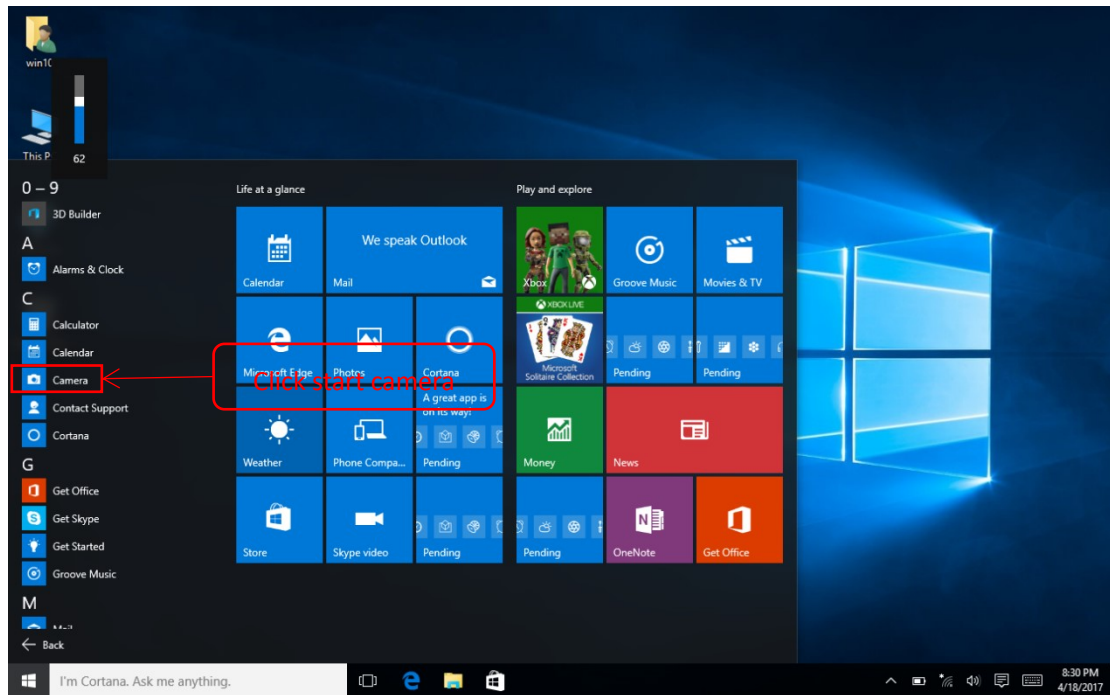 win10
This P
62
0 – 9
3D Builder
A
Alarms & Clock
C
Calculator
Calendar
Camera
Contact Support
Cortana
G
Get Office
Get Skype
Get Started
Groove Music
M
Mail
Back
Life at a glance
Calendar
We speak Outlook
Mail
Microsoft Edge
Photos
Cortana
Click start camera
Weather
Phone Compa...
A great app is
on its way!
Pending
Store
Skype video
Pending
Play and explore
Xbox
Groove Music
Movies & TV
XBOX LIVE
Microsoft
Solitaire Collection
Pending
Pending
Money
News
Pending
OneNote
Get Office
I'm Cortana. Ask me anything.
8:30 PM
4/18/2017